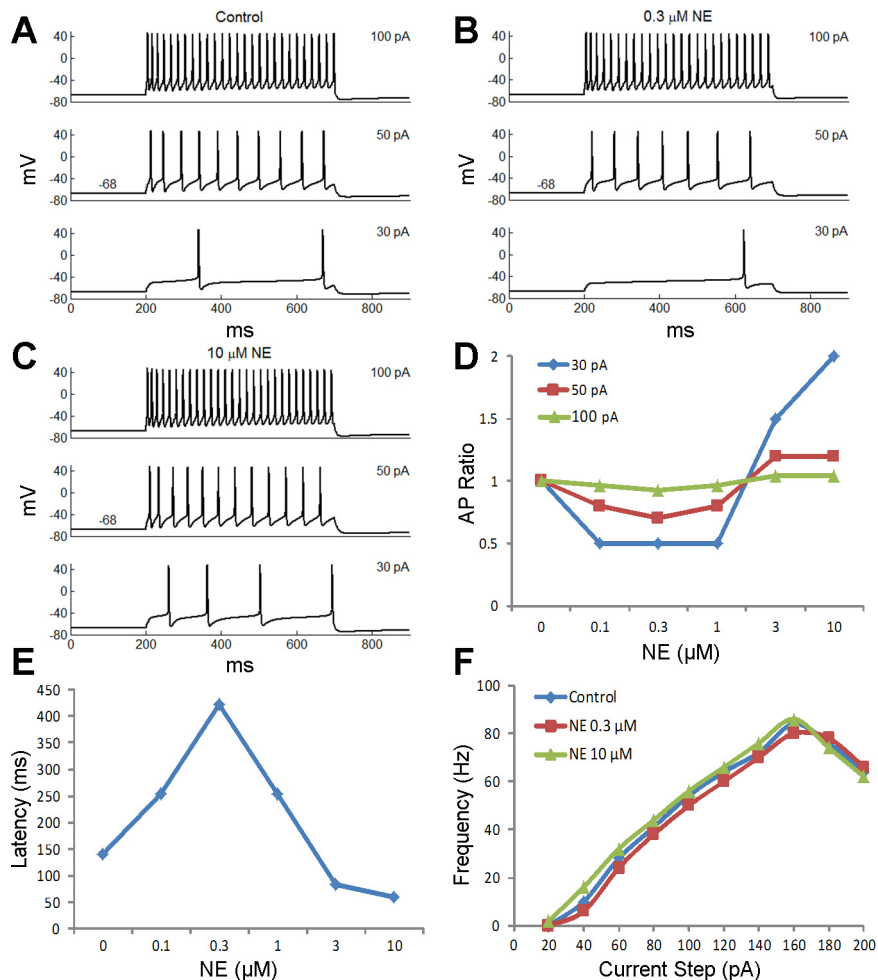 A
Control
40
0
-40
-80
100 pA
40
0
-40
-80
50 pA
-68
40
0
-40
-80
30 pA
0 200 400 600 800
mV
ms
B
0.3 µM NE
40
0
-40
-80
100 pA
40
0
-40
-80
50 pA
-68
40
0
-40
-80
30 pA
0 200 400 600 800
mV
ms
C
10 µM NE
40
0
-40
-80
100 pA
40
0
-40
-80
50 pA
-68
40
0
-40
-80
30 pA
0 200 400 600 800
ms
D
30 pA
50 pA
100 pA
2
1.5
1
0.5
0
AP Ratio
0 0.1 0.3 1 3 10
NE (µM)
E
450
400
350
300
250
200
150
100
50
0
Latency (ms)
0 0.1 0.3 1 3 10
NE (µM)
F
Control
NE 0.3 µM
NE 10 µM
100
80
60
40
20
0
Frequency (Hz)
0 20 40 60 80 100 120 140 160 180 200
Current Step (pA)